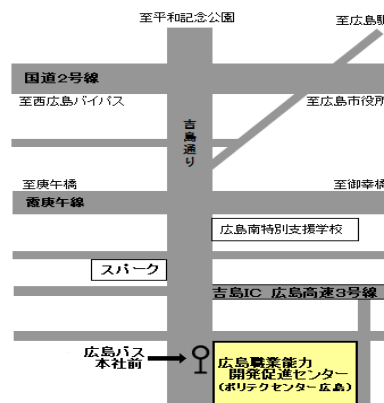 至平和記念公園
至広島駅
国道2号線
至西広島バイパス
至広島市役所
吉島通り
至庚午橋
至御幸橋
霞庚午線
広島南特別支援学校
スパーク
吉島IC 広島高速3号線
広島バス
本社前
広島職業能力
開発促進センター
(ポリテクセンター広島)